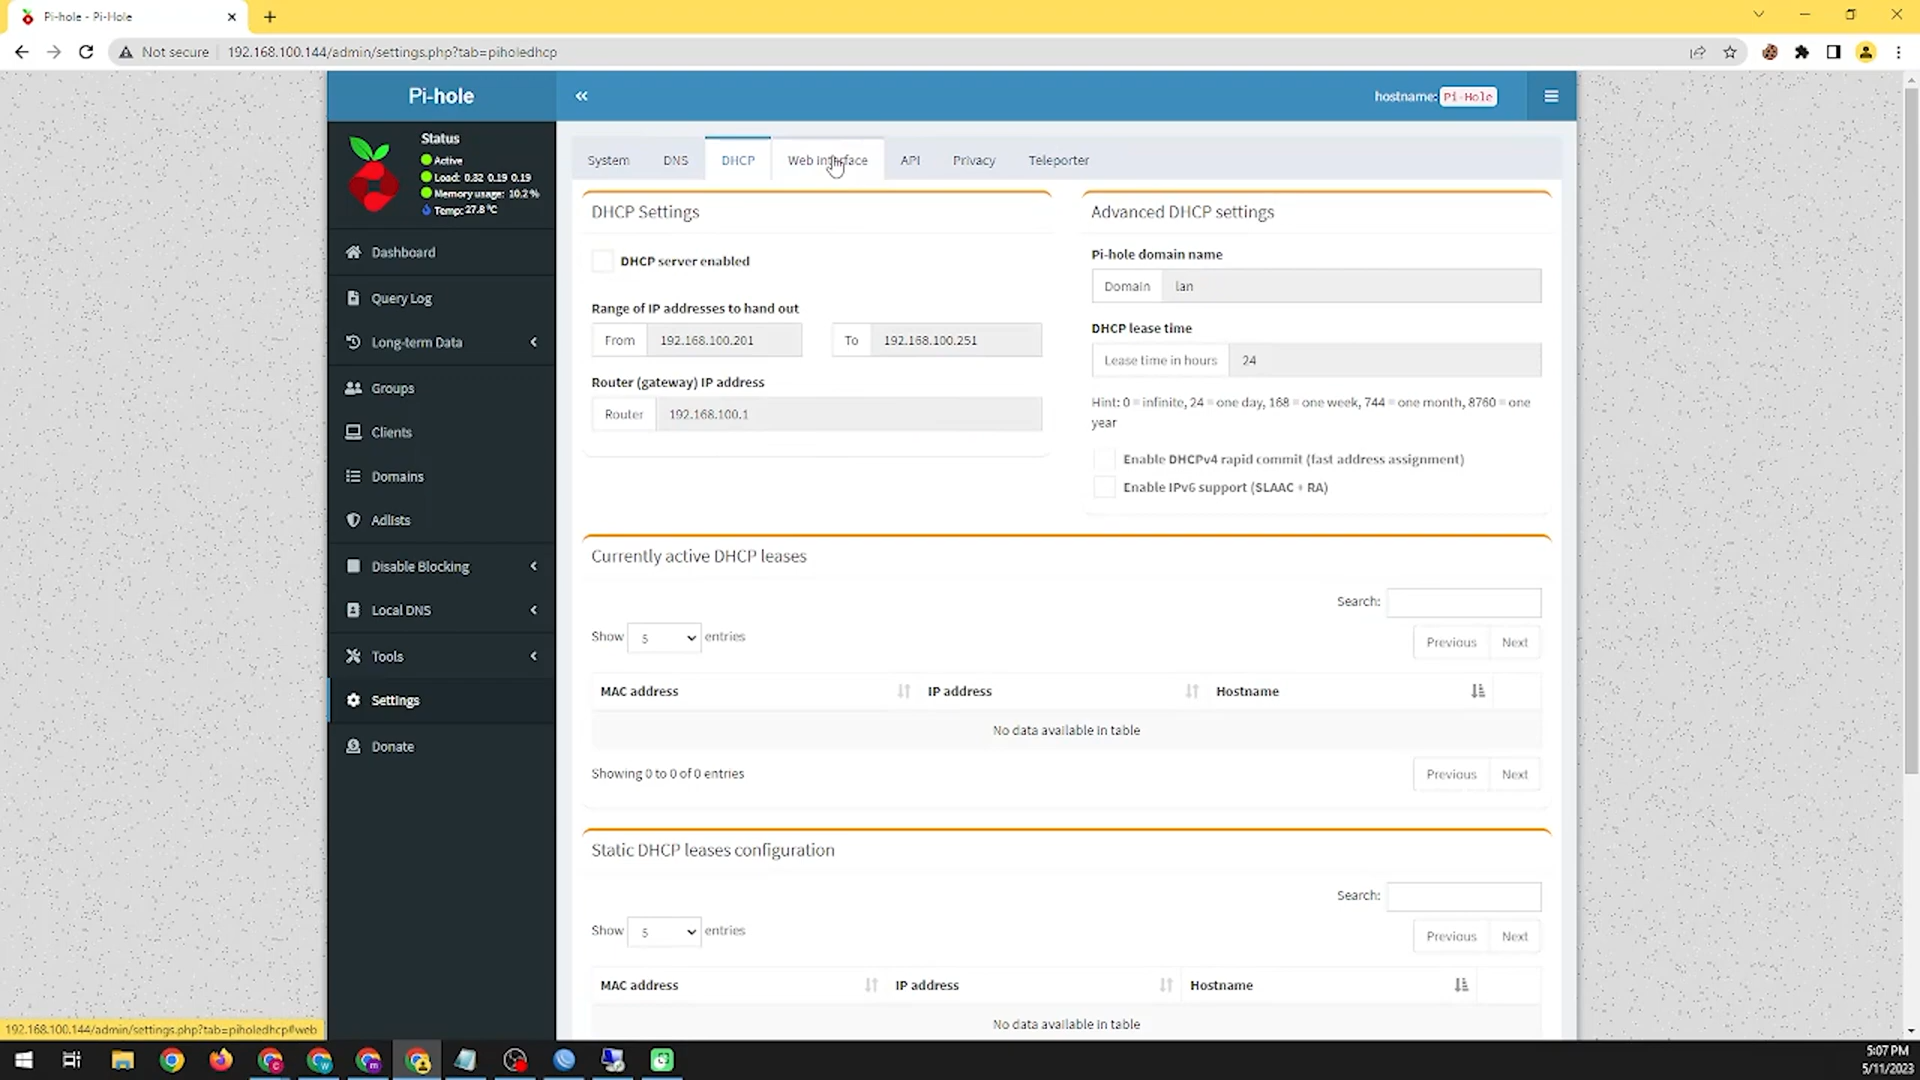 Pi-hole - Pi-Hole
Not secure
192.168.100.144/admin/settings.php?tab=piholedhcp
Pi-hole
hostname: Pi-Hole
Status
Active
Load: 0.32 0.19 0.19
Memory usage: 10.2 %
Temp: 27.8 °C
Dashboard
Query Log
Long-term Data
Groups
Clients
Domains
Adlists
Disable Blocking
Local DNS
Tools
Settings
Donate
System DNS DHCP Web interface API Privacy Teleporter
DHCP Settings
DHCP server enabled
Range of IP addresses to hand out
From 192.168.100.201 To 192.168.100.251
Router (gateway) IP address
Router 192.168.100.1
Advanced DHCP settings
Pi-hole domain name
Domain lan
DHCP lease time
Lease time in hours 24
Hint: 0 = infinite, 24 = one day, 168 = one week, 744 = one month, 8760 = one
year
Enable DHCPv4 rapid commit (fast address assignment)
Enable IPv6 support (SLAAC + RA)
Currently active DHCP leases
Search:
Show 5 entries
Previous Next
MAC address IP address Hostname
No data available in table
Showing 0 to 0 of 0 entries
Previous Next
Static DHCP leases configuration
Search:
Show 5 entries
Previous Next
MAC address IP address Hostname
No data available in table
192.168.100.144/admin/settings.php?tab=piholedhcp#web
5:07 PM
5/11/2023